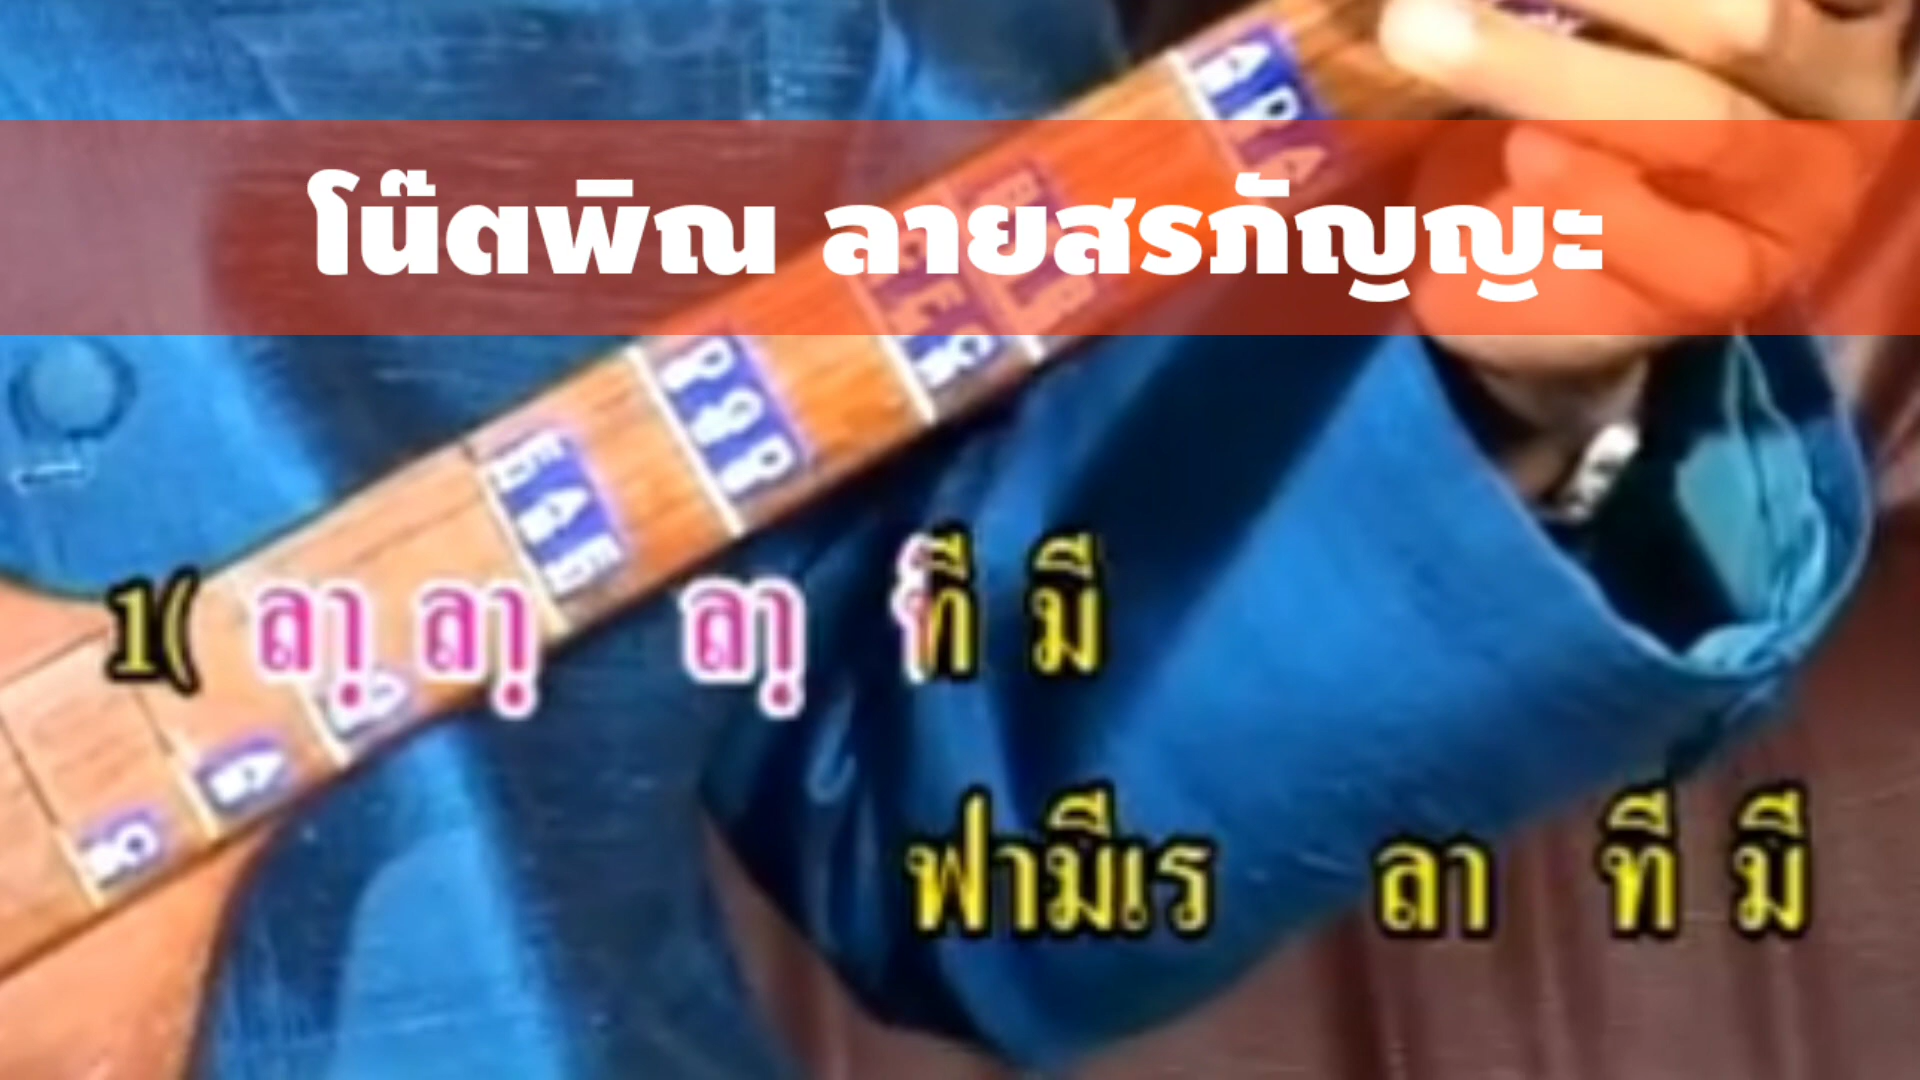 โน๊ตพิณ ลายสรภัญญะ
1( ลาฺ ลาฺ ลาฺ ที มี
ฟามีเร ลา ที มี